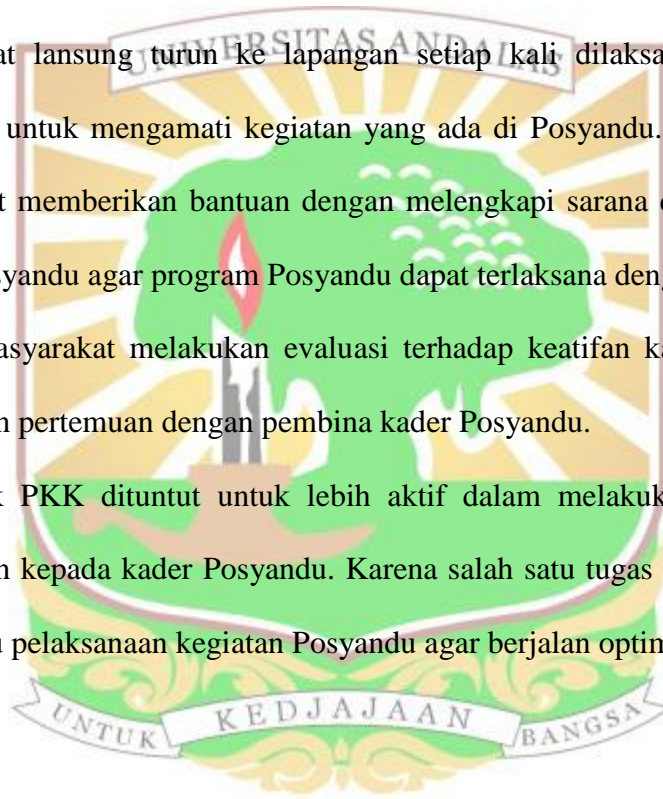 UNIVERSITAS ANDALAS
at lansung turun ke lapangan setiap kali dilaksa
untuk mengamati kegiatan yang ada di Posyandu.
t memberikan bantuan dengan melengkapi sarana
syandu agar program Posyandu dapat terlaksana deng
asyarakat melakukan evaluasi terhadap keatifan ka
n pertemuan dengan pembina kader Posyandu.
k PKK dituntut untuk lebih aktif dalam melakuk
n kepada kader Posyandu. Karena salah satu tugas
u pelaksanaan kegiatan Posyandu agar berjalan optim
UNTUK KEDJAJAAN BANGSA